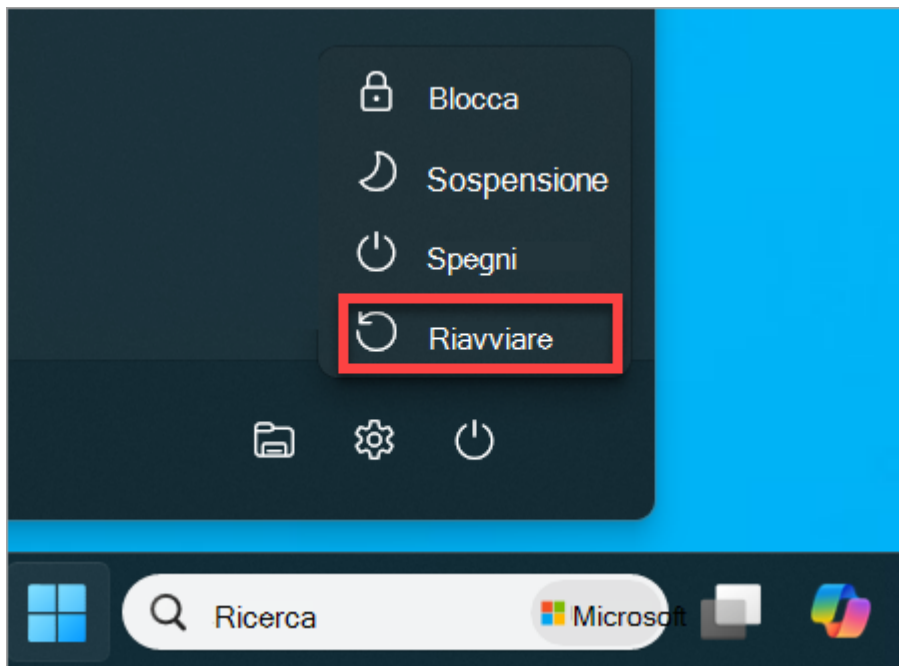 Blocca
Sospensione
Spegni
Riavviare
Ricerca
Microsoft